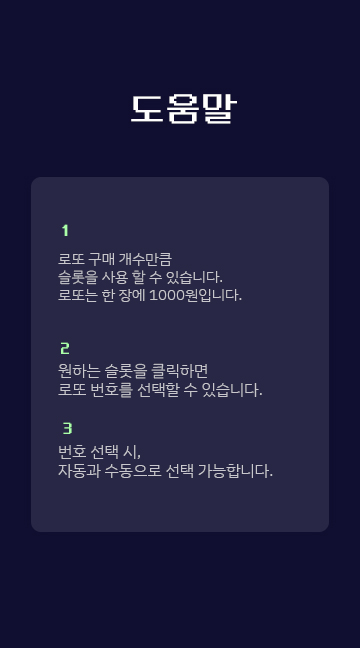 도움말
1
로또 구매 개수만큼
슬롯을 사용 할 수 있습니다.
로또는 한 장에 1000원입니다.
2
원하는 슬롯을 클릭하면
로또 번호를 선택할 수 있습니다.
3
번호 선택 시,
자동과 수동으로 선택 가능합니다.